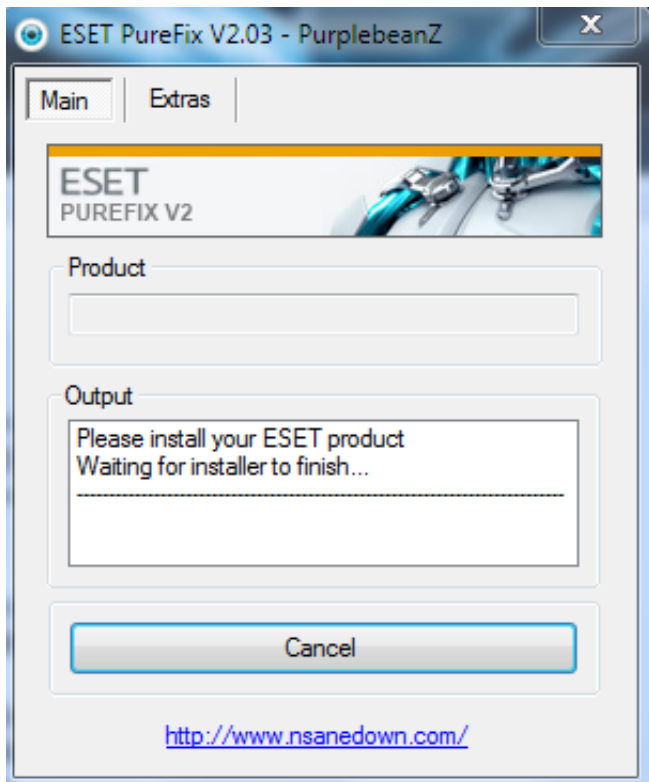 ESET PureFix V2.03 - PurplebeanZ
X
Main
Extras
ESET
PUREFIX V2
Product
Output
Please install your ESET product
Waiting for installer to finish...
--------------------------------------------------------------------------------
Cancel
http://www.nsanedown.com/